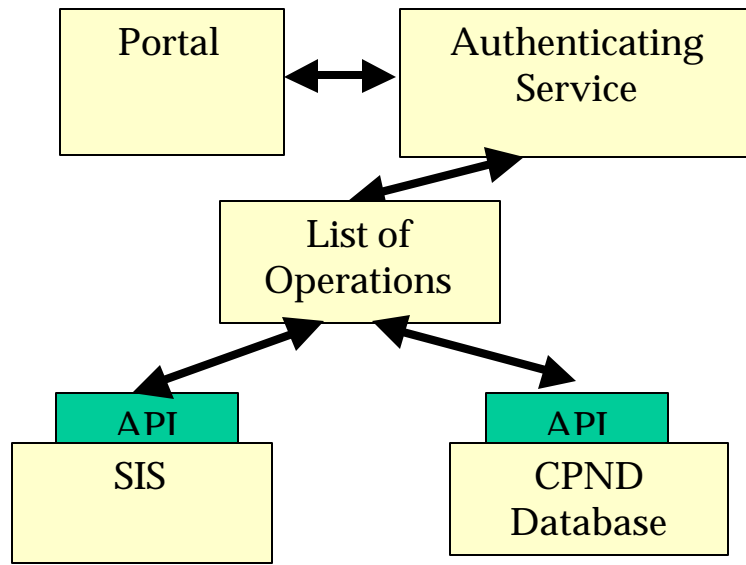 Portal
Authenticating
Service
List of
Operations
API
API
SIS
CPND
Database